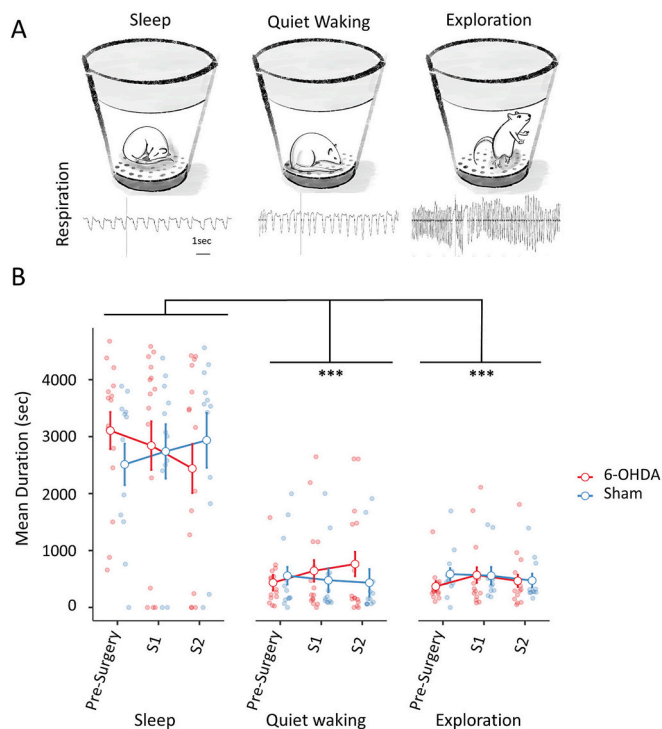 A
Sleep
Quiet Waking
Exploration
Respiration
1sec
B
***
***
Mean Duration (sec)
4000
3000
2000
1000
0
6-OHDA
Sham
Pre-Surgery
S1
S2
Pre-Surgery
S1
S2
Pre-Surgery
S1
S2
Sleep
Quiet waking
Exploration